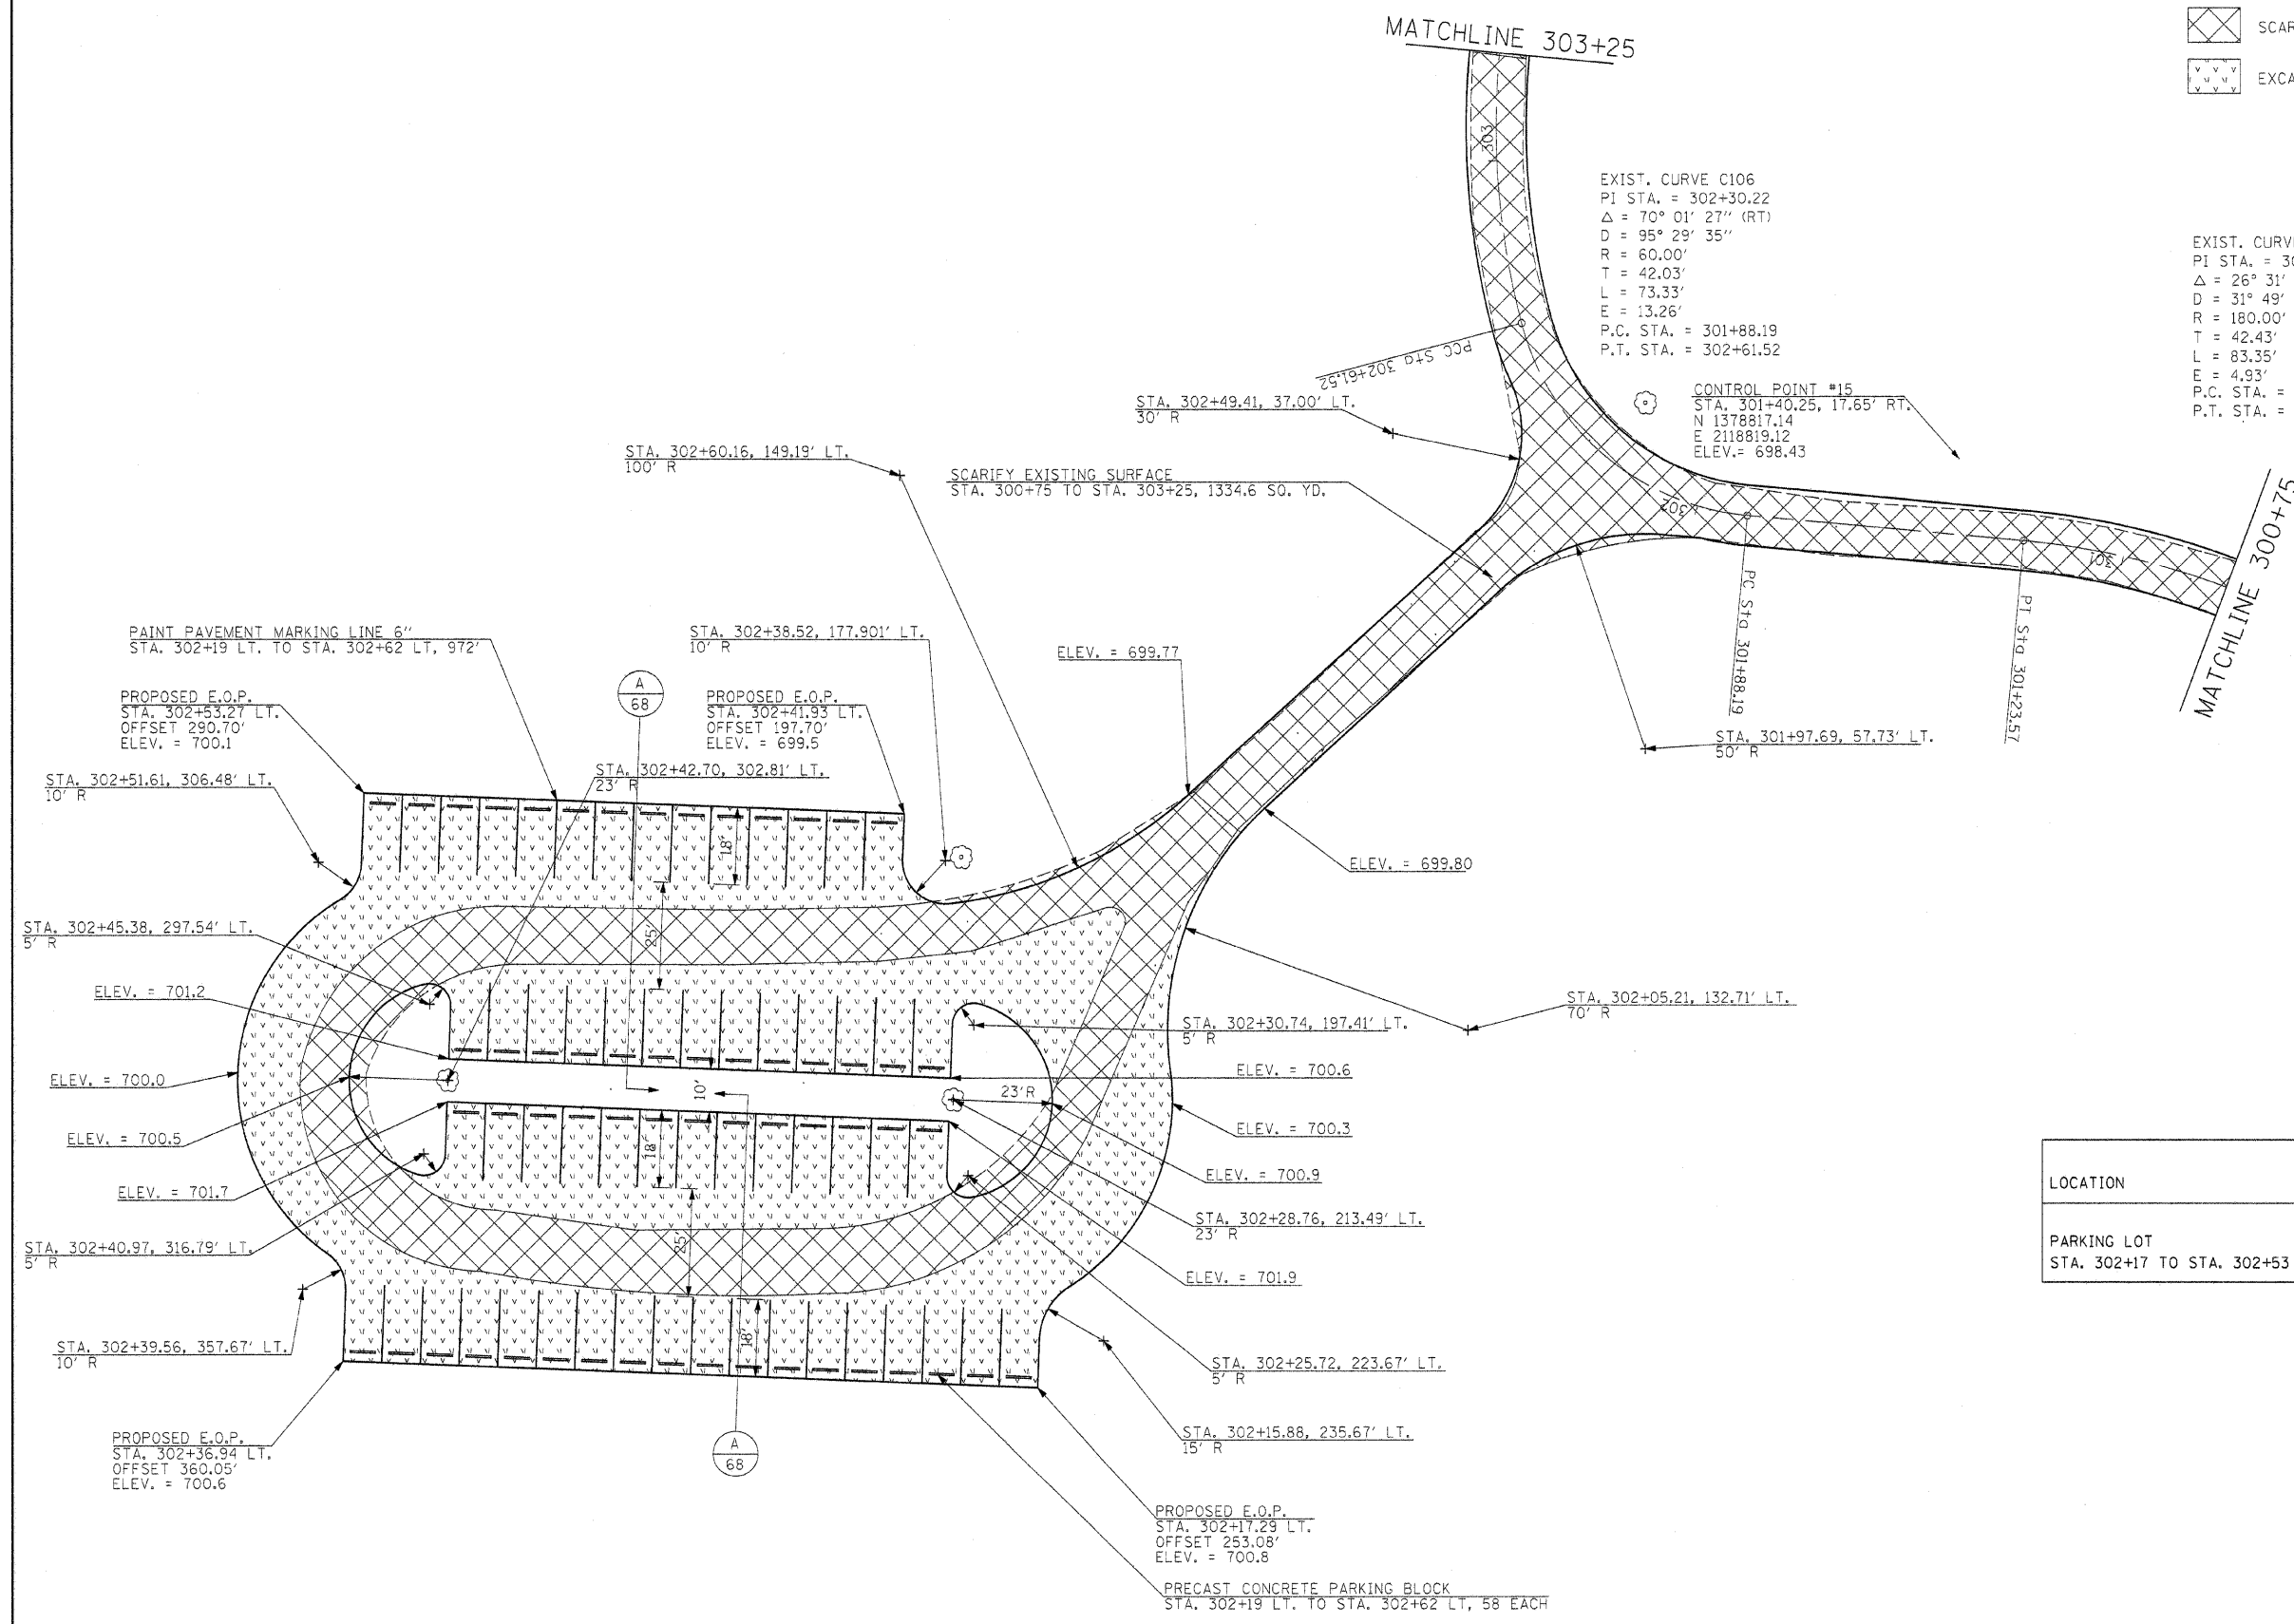 MATCHLINE 303+25
303
EXIST. CURVE C106
PI STA. = 302+30.22
Δ = 70° 01' 27'' (RT)
D = 95° 29' 35''
R = 60.00'
T = 42.03'
L = 73.33'
E = 13.26'
P.C. STA. = 301+88.19
P.T. STA. = 302+61.52
EXIST. CURV
PI STA. = 30
Δ = 26° 31'
D = 31° 49'
R = 180.00'
T = 42.43'
L = 83.35'
E = 4.93'
P.C. STA. =
P.T. STA. =
SCAR
EXCA
PCC Sta 302+61.52
CONTROL POINT #15
STA. 301+40.25, 17.65' RT.
N 1378817.14
E 2118819.12
ELEV.= 698.43
STA. 302+49.41, 37.00' LT.
30' R
STA. 302+60.16, 149.19' LT.
100' R
SCARIFY EXISTING SURFACE
STA. 300+75 TO STA. 303+25, 1334.6 SQ. YD.
302
301
MATCHLINE 300+75
PC Sta 301+88.19
PI Sta 301+23.57
PAINT PAVEMENT MARKING LINE 6''
STA. 302+19 LT. TO STA. 302+62 LT, 972'
STA. 302+38.52, 177.901' LT.
10' R
ELEV. = 699.77
PROPOSED E.O.P.
STA. 302+53.27 LT.
OFFSET 290.70'
ELEV. = 700.1
A
68
PROPOSED E.O.P.
STA. 302+41.93 LT.
OFFSET 197.70'
ELEV. = 699.5
STA. 301+97.69, 57.73' LT.
50' R
STA. 302+51.61, 306.48' LT.
10' R
STA. 302+42.70, 302.81' LT.
23' R
18'
ELEV. = 699.80
STA. 302+45.38, 297.54' LT.
5' R
25'
ELEV. = 701.2
STA. 302+05.21, 132.71' LT.
70' R
STA. 302+30.74, 197.41' LT.
5' R
ELEV. = 700.0
10'
23'R
ELEV. = 700.6
ELEV. = 700.5
18'
ELEV. = 700.3
ELEV. = 701.7
ELEV. = 700.9
STA. 302+40.97, 316.79' LT.
5' R
25'
STA. 302+28.76, 213.49' LT.
23' R
ELEV. = 701.9
LOCATION
PARKING LOT
STA. 302+17 TO STA. 302+53
STA. 302+39.56, 357.67' LT.
10' R
18'
STA. 302+25.72, 223.67' LT.
5' R
STA. 302+15.88, 235.67' LT.
15' R
PROPOSED E.O.P.
STA. 302+36.94 LT.
OFFSET 360.05'
ELEV. = 700.6
A
68
PROPOSED E.O.P.
STA. 302+17.29 LT.
OFFSET 253.08'
ELEV. = 700.8
PRECAST CONCRETE PARKING BLOCK
STA. 302+19 LT. TO STA. 302+62 LT, 58 EACH